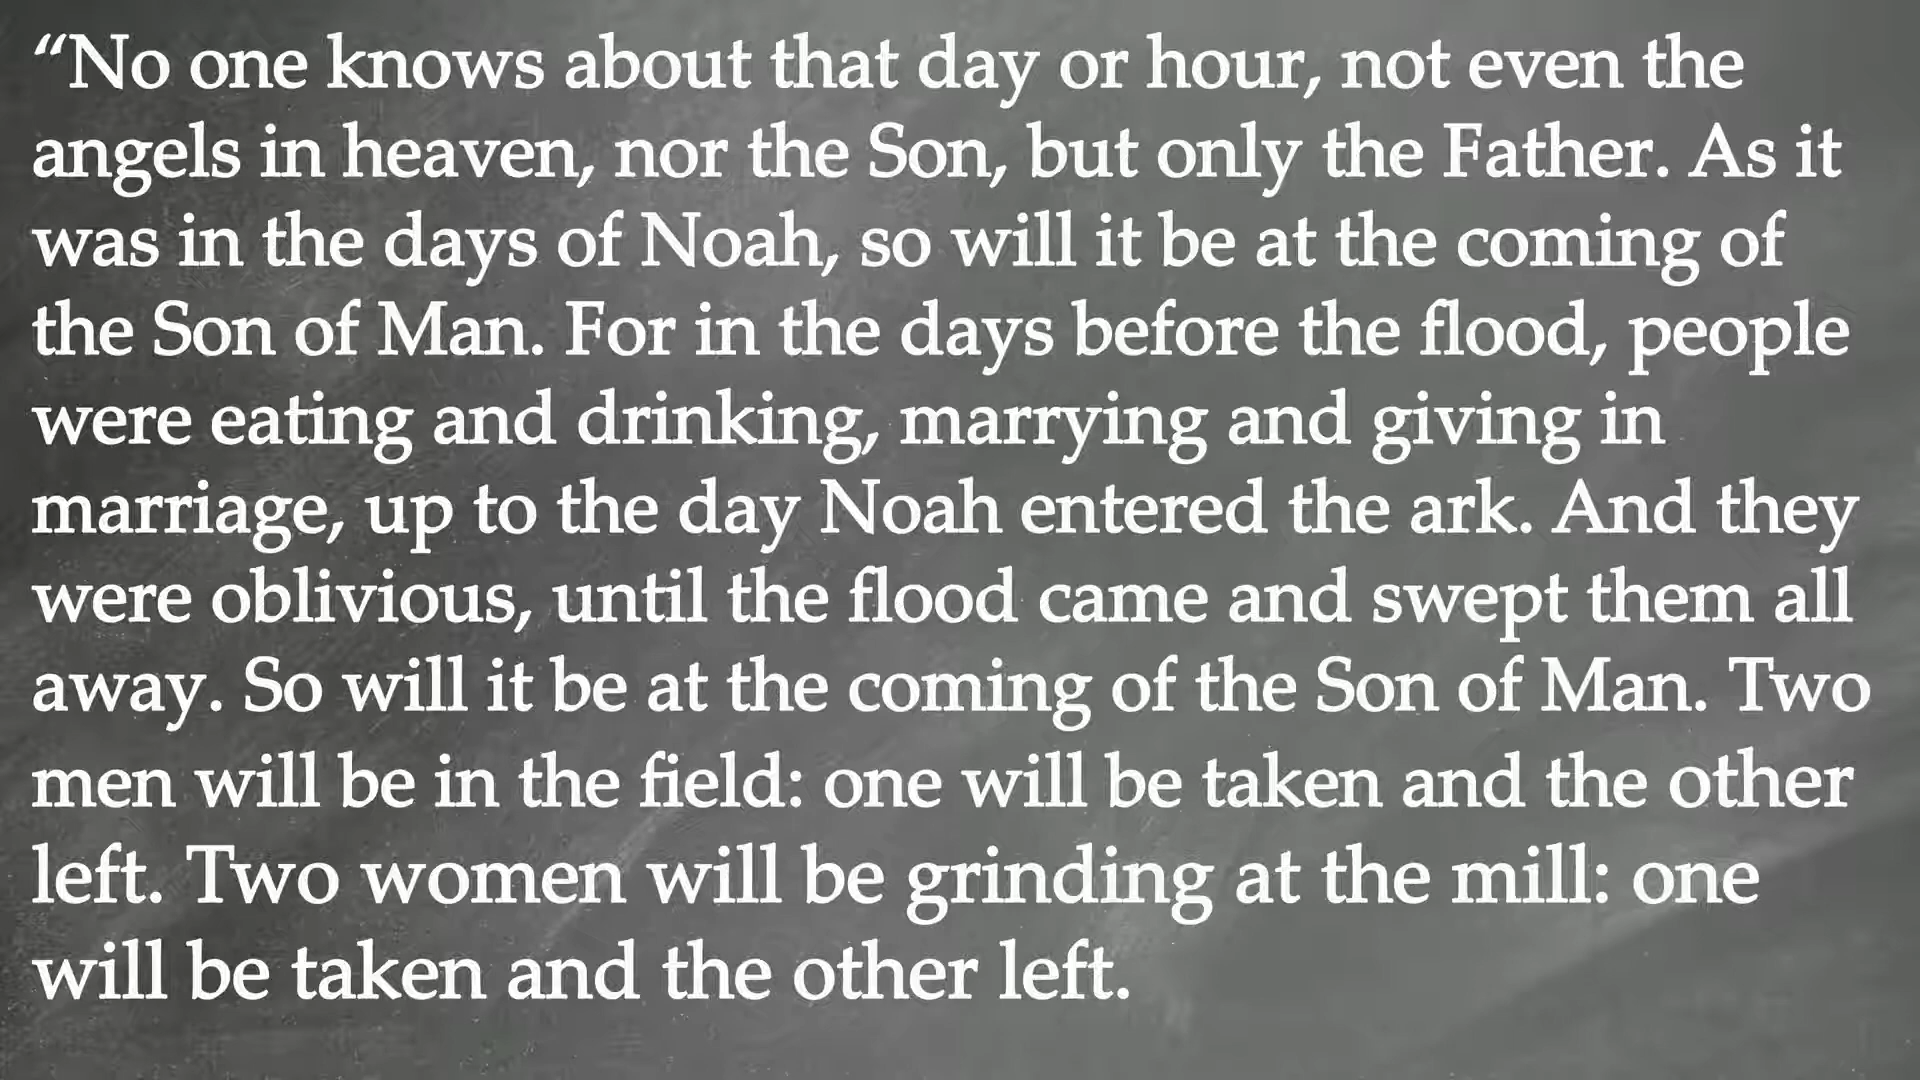 “No one knows about that day or hour, not even the
angels in heaven, nor the Son, but only the Father. As it
was in the days of Noah, so will it be at the coming of
the Son of Man. For in the days before the flood, people
were eating and drinking, marrying and giving in
marriage, up to the day Noah entered the ark. And they
were oblivious, until the flood came and swept them all
away. So will it be at the coming of the Son of Man. Two
men will be in the field: one will be taken and the other
left. Two women will be grinding at the mill: one
will be taken and the other left.